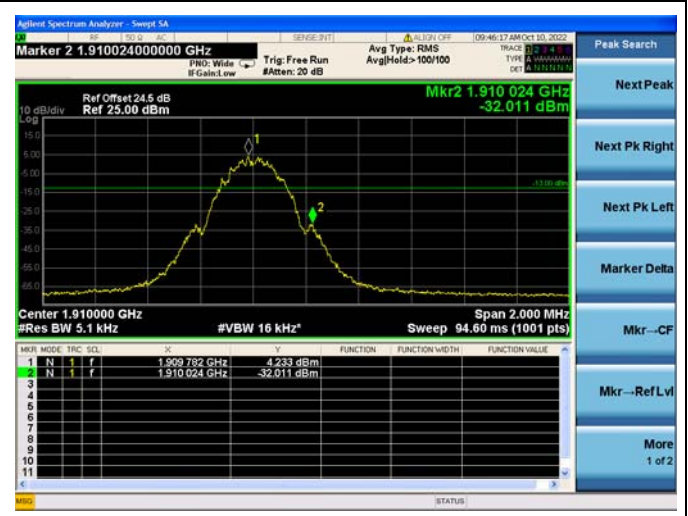 Agilent Spectrum Analyzer - Swept SA
RF 50 Ω AC SENSE:INT ALIGN OFF 09:46:17 AM Oct 10, 2022
Marker 2 1.910024000000 GHz
PNO: Wide IFGain:Low
Trig: Free Run #Atten: 20 dB
Avg Type: RMS Avg|Hold:> 100/100
TRACE 1 2 3 4 5 6
TYPE A
DET A N N N N N
Peak Search
Next Peak
Next Pk Right
Next Pk Left
Marker Delta
Mkr→CF
Mkr→RefLvl
More
1 of 2
Ref Offset 24.5 dB
10 dB/div Ref 25.00 dBm
Log
Mkr2 1.910 024 GHz
-32.011 dBm
15.0
5.00
-5.00
-15.0
-25.0
-35.0
-45.0
-55.0
-65.0
1
2
-13.00 dBm
Center 1.910000 GHz Span 2.000 MHz
#Res BW 5.1 kHz #VBW 16 kHz* Sweep 94.60 ms (1001 pts)
MKR MODE TRC SCL X Y FUNCTION FUNCTION WIDTH FUNCTION VALUE
1 N 1 f 1.909 782 GHz 4.233 dBm
2 N 1 f 1.910 024 GHz -32.011 dBm
3
4
5
6
7
8
9
10
11
MSG STATUS